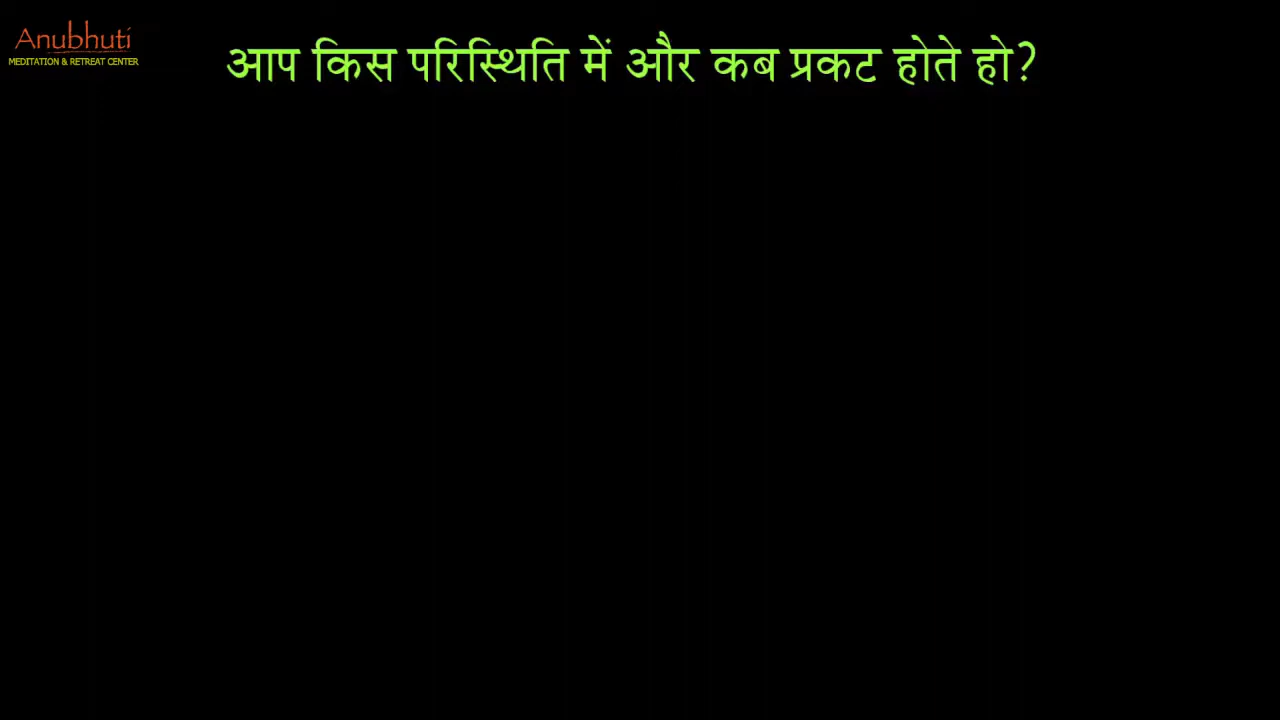 Anubhuti
MEDITATION & RETREAT CENTER
आप किस परिस्थिति में और कब प्रकट होते हो?